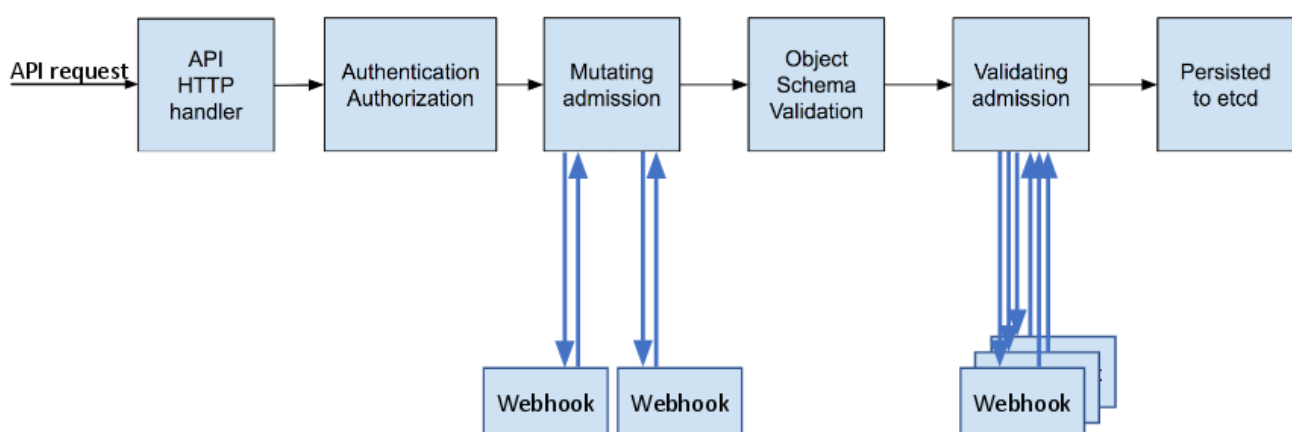 API request
API
HTTP
handler
Authentication
Authorization
Mutating
admission
Object
Schema
Validation
Validating
admission
Persisted
to etcd
Webhook
Webhook
Webhook